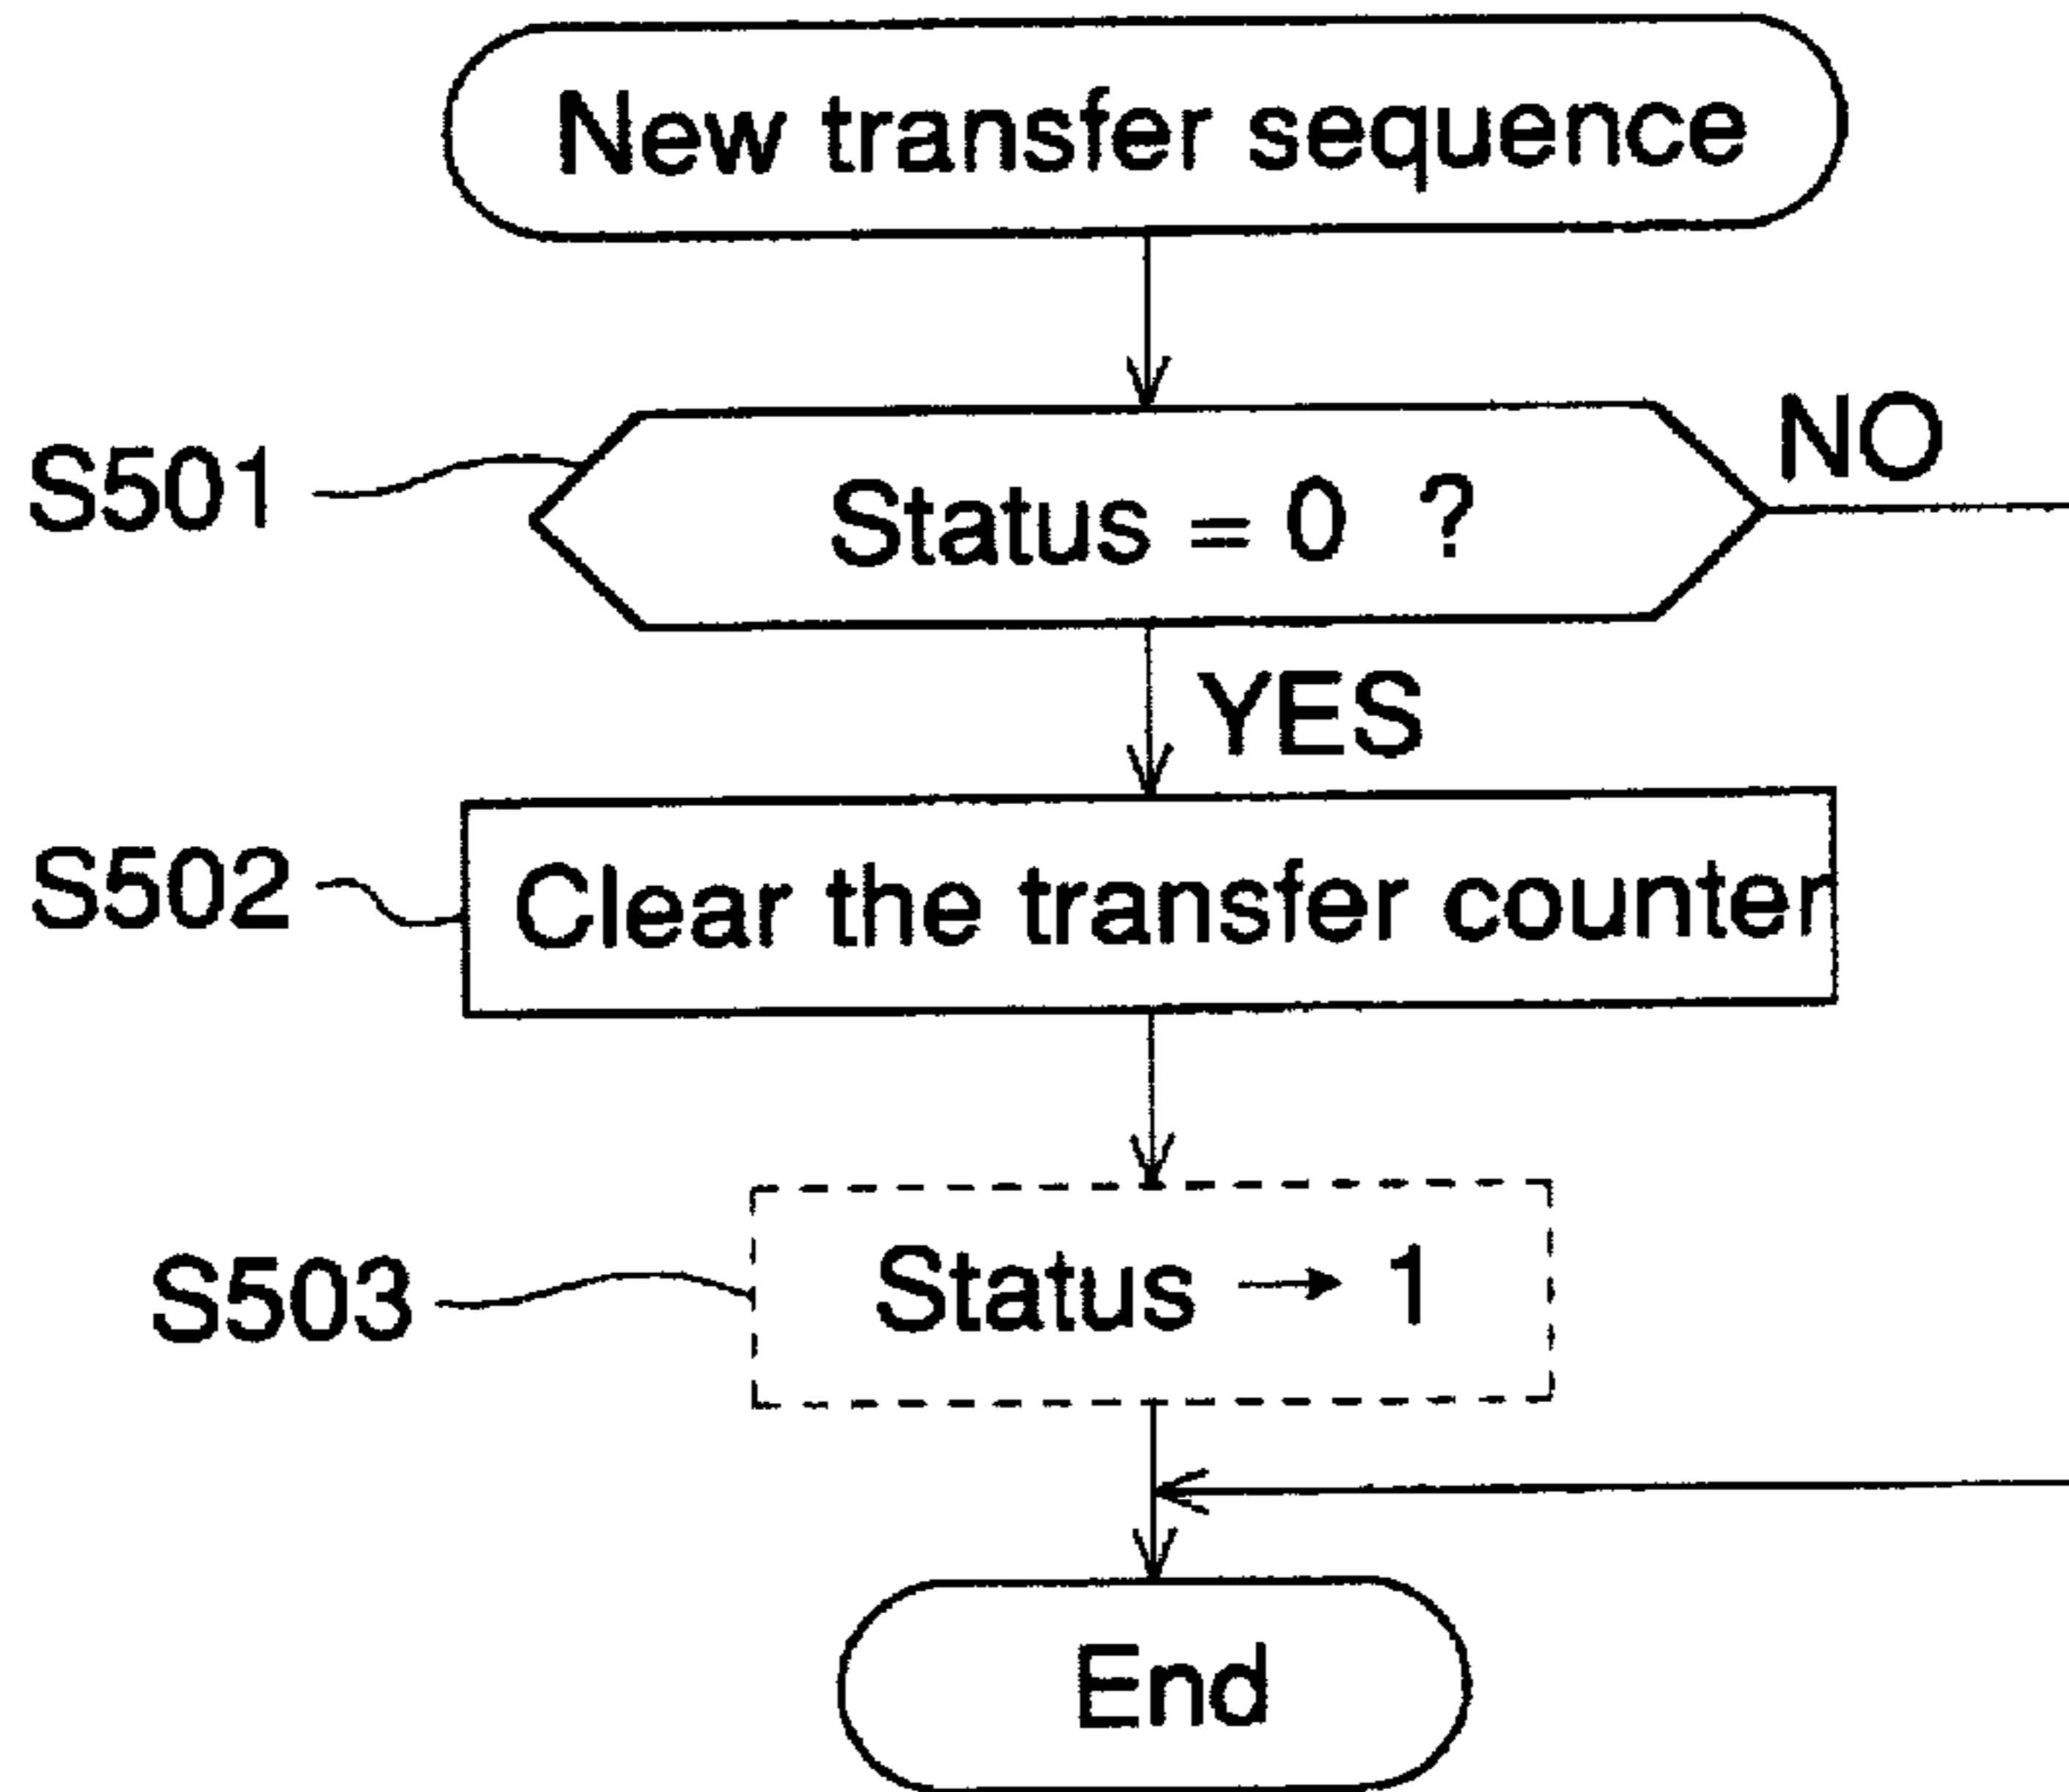 New transfer sequence
S501
Status = 0 ?
NO
YES
S502
Clear the transfer counter
S503
Status → 1
End